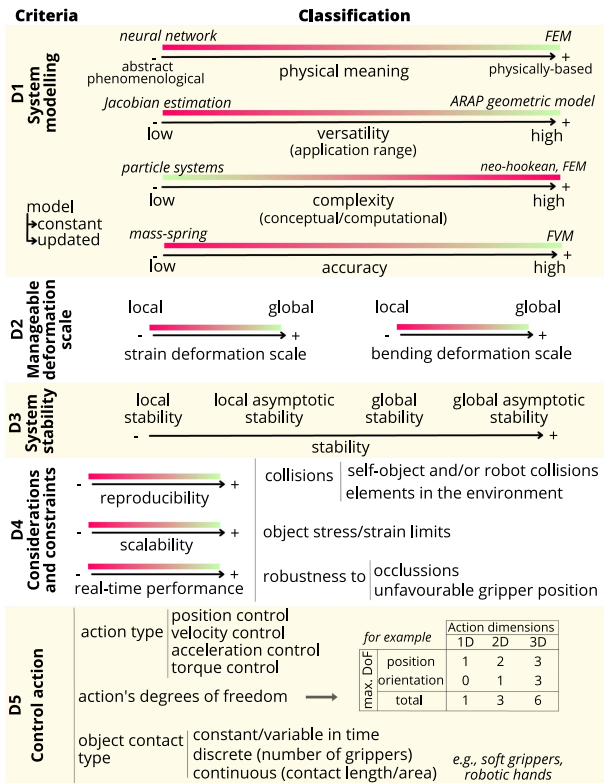 Criteria Classification
D1
System
modelling
neural network FEM
- +
abstract
phenomenological physical meaning physically-based
Jacobian estimation ARAP geometric model
- +
low versatility high
(application range)
particle systems neo-hookean, FEM
- +
low complexity high
(conceptual/computational)
model
constant
updated
mass-spring FVM
- +
low accuracy high
D2
Manageable
deformation
scale
local global
- +
strain deformation scale
local global
- +
bending deformation scale
D3
System
stability
local
stability
local asymptotic
stability
global
stability
global asymptotic
stability
- +
stability
D4
Considerations
and constraints
- +
reproducibility
- +
scalability
- +
real-time performance
collisions
self-object and/or robot collisions
elements in the environment
object stress/strain limits
robustness to
occlussions
unfavourable gripper position
D5
Control action
action type
position control
velocity control
acceleration control
torque control
action's degrees of freedom
for example
Action dimensions
1D 2D 3D
max. DoF
position 1 2 3
orientation 0 1 3
total 1 3 6
object contact
type
constant/variable in time
discrete (number of grippers)
continuous (contact length/area)
e.g., soft grippers,
robotic hands